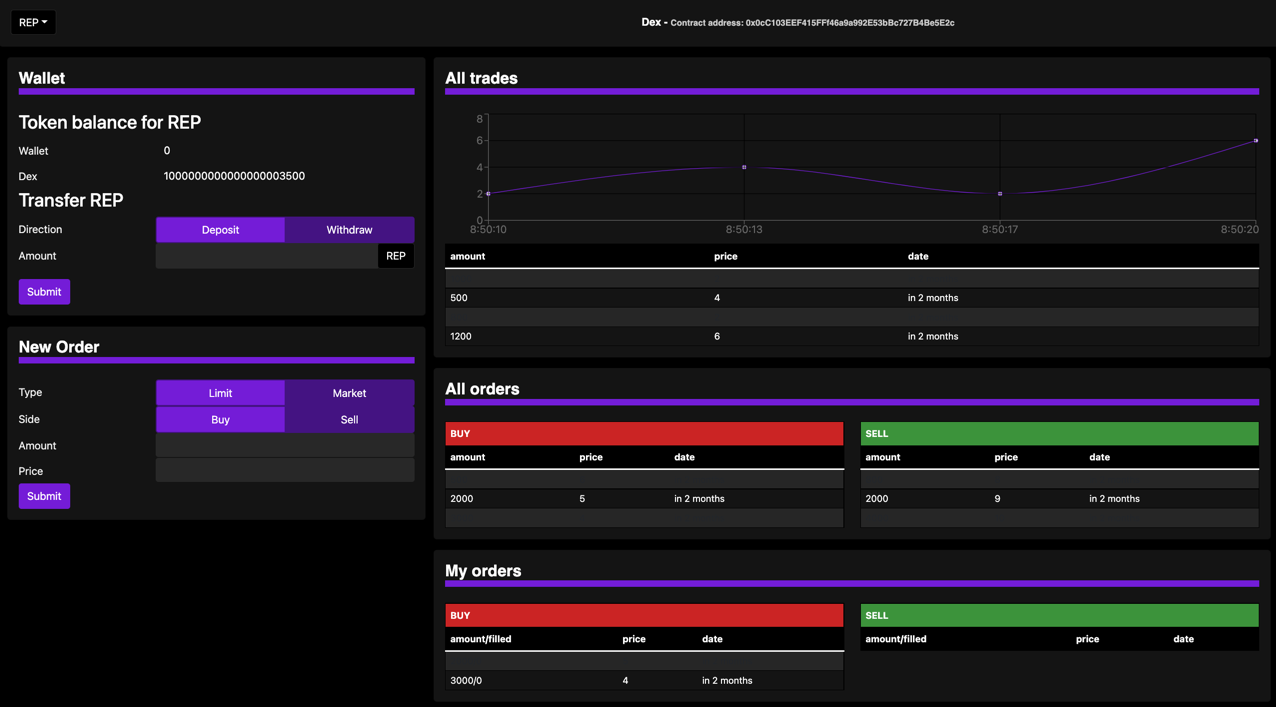 REP
Dex - Contract address: 0x0cC103EEF415FFf46a9a992E53bBc727B4Be5E2c
Wallet
Token balance for REP
Wallet 0
Dex 1000000000000000003500
Transfer REP
Direction Deposit Withdraw
Amount REP
Submit
New Order
Type Limit Market
Side Buy Sell
Amount
Price
Submit
All trades
8
6
4
2
0
8:50:10 8:50:13 8:50:17 8:50:20
amount price date
500 4 in 2 months
1200 6 in 2 months
All orders
BUY
amount price date
2000 5 in 2 months
SELL
amount price date
2000 9 in 2 months
My orders
BUY
amount/filled price date
3000/0 4 in 2 months
SELL
amount/filled price date